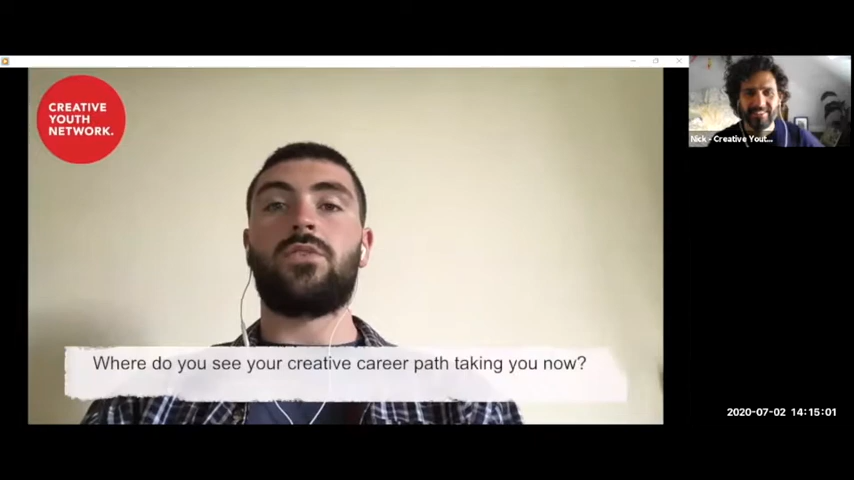 CREATIVE
YOUTH
NETWORK.
Nick - Creative Yout...
Where do you see your creative career path taking you now?
2020-07-02 14:15:01